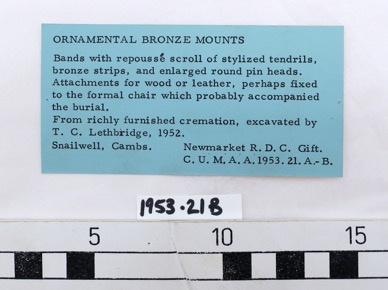 ORNAMENTAL BRONZE MOUNTS
Bands with repoussé scroll of stylized tendrils,
bronze strips, and enlarged round pin heads.
Attachments for wood or leather, perhaps fixed
to the formal chair which probably accompanied
the burial.
From richly furnished cremation, excavated by
T. C. Lethbridge, 1952.
Snailwell, Cambs. Newmarket R. D. C. Gift.
C. U. M. A. A. 1953. 21. A.-B.
1953.21B
5 10 15